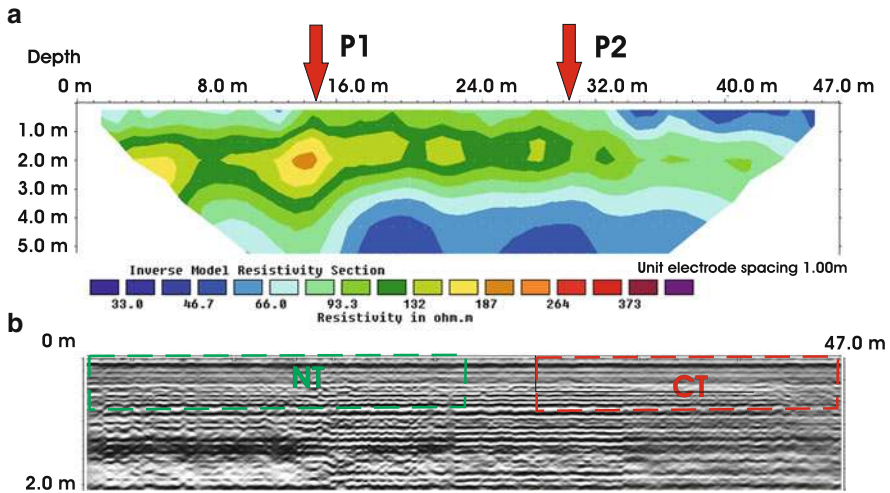 a
P1
P2
Depth
0 m 8.0 m 16.0 m 24.0 m 32.0 m 40.0 m 47.0 m
1.0 m
2.0 m
3.0 m
4.0 m
5.0 m
Inverse Model Resistivity Section
Unit electrode spacing 1.00m
33.0 46.7 66.0 93.3 132 187 264 373
Resistivity in ohm.m
b
0 m 47.0 m
NT
CT
2.0 m